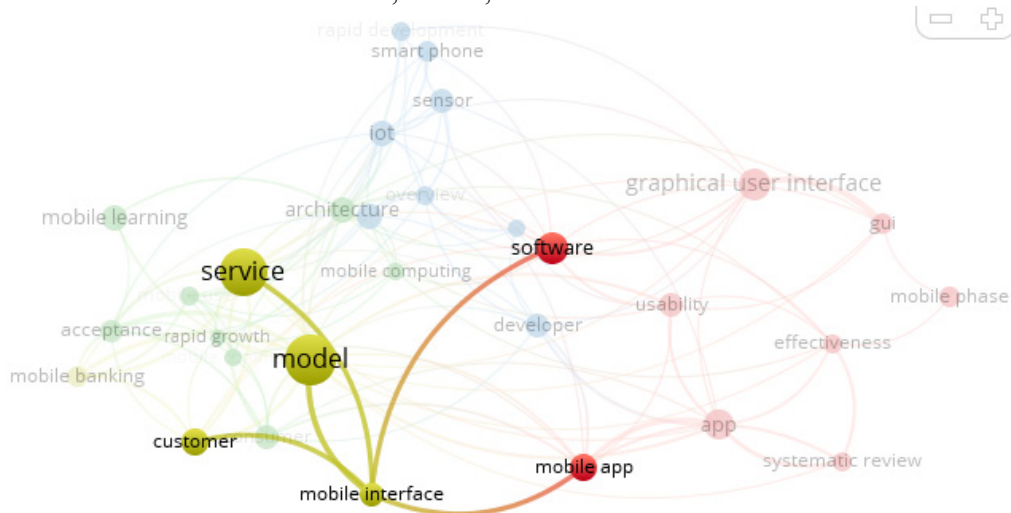 rapid development
smart phone
sensor
iot
overview
graphical user interface
architecture
mobile learning
gui
software
service
mobile computing
mobile phase
usability
developer
acceptance
rapid growth
effectiveness
model
mobile banking
app
customer
consumer
systematic review
mobile app
mobile interface